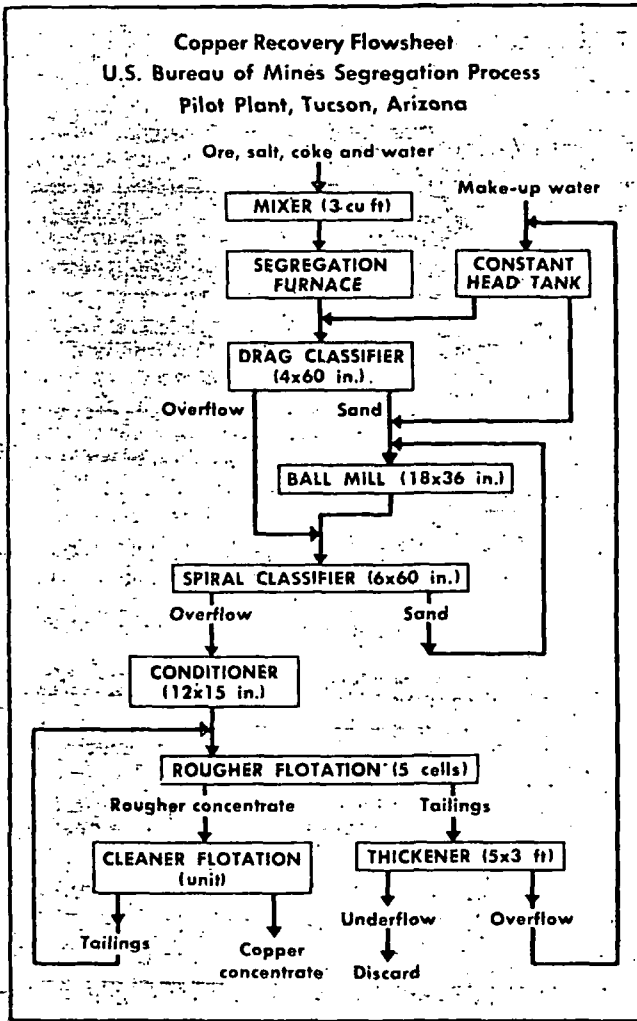 Copper Recovery Flowsheet
U.S. Bureau of Mines Segregation Process
Pilot Plant, Tucson, Arizona
Ore, salt, coke and water
Make-up water
MIXER (3 cu ft)
SEGREGATION
FURNACE
CONSTANT
HEAD TANK
DRAG CLASSIFIER
(4x60 in.)
Overflow
Sand
BALL MILL (18x36 in.)
SPIRAL CLASSIFIER (6x60 in.)
Overflow
Sand
CONDITIONER
(12x15 in.)
ROUGHER FLOTATION (5 cells)
Rougher concentrate
Tailings
CLEANER FLOTATION
(unit)
THICKENER (5x3 ft)
Underflow
Overflow
Tailings
Copper
concentrate
Discard